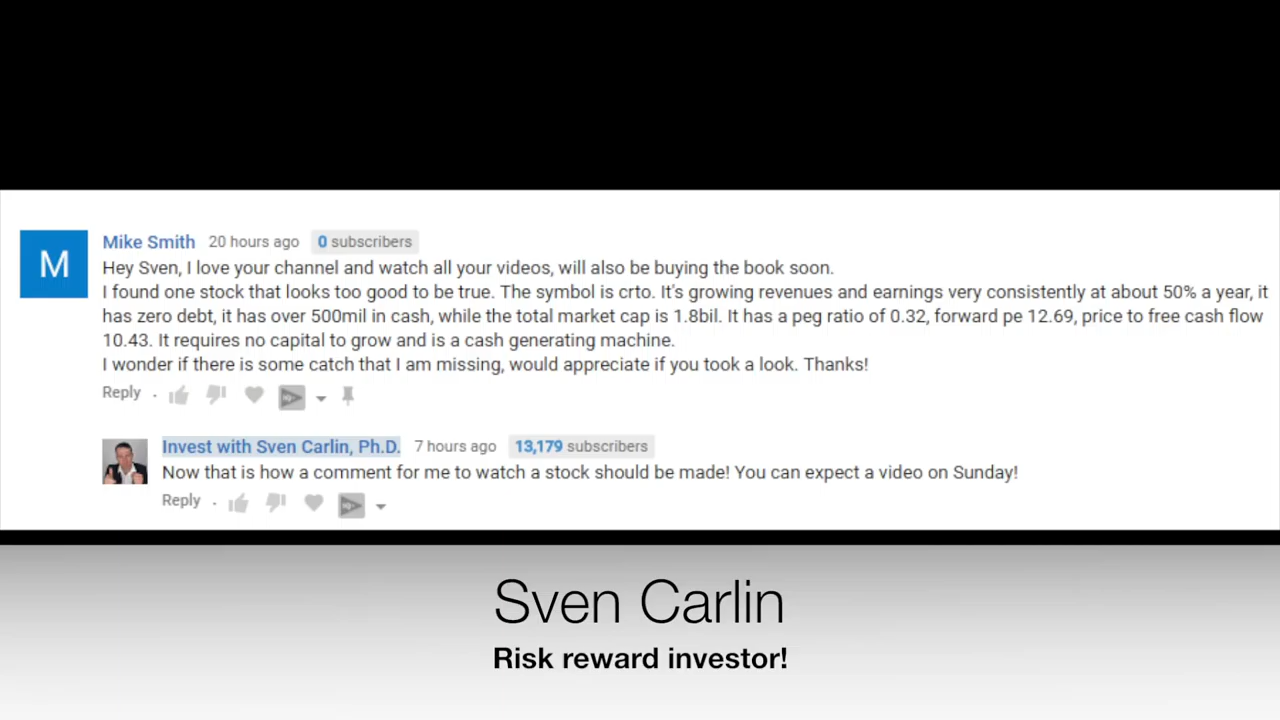 M
Mike Smith 20 hours ago 0 subscribers
Hey Sven, I love your channel and watch all your videos, will also be buying the book soon.
I found one stock that looks too good to be true. The symbol is crto. It's growing revenues and earnings very consistently at about 50% a year, it
has zero debt, it has over 500mil in cash, while the total market cap is 1.8bil. It has a peg ratio of 0.32, forward pe 12.69, price to free cash flow
10.43. It requires no capital to grow and is a cash generating machine.
I wonder if there is some catch that I am missing, would appreciate if you took a look. Thanks!
Reply
Invest with Sven Carlin, Ph.D. 7 hours ago 13,179 subscribers
Now that is how a comment for me to watch a stock should be made! You can expect a video on Sunday!
Reply
Sven Carlin
Risk reward investor!